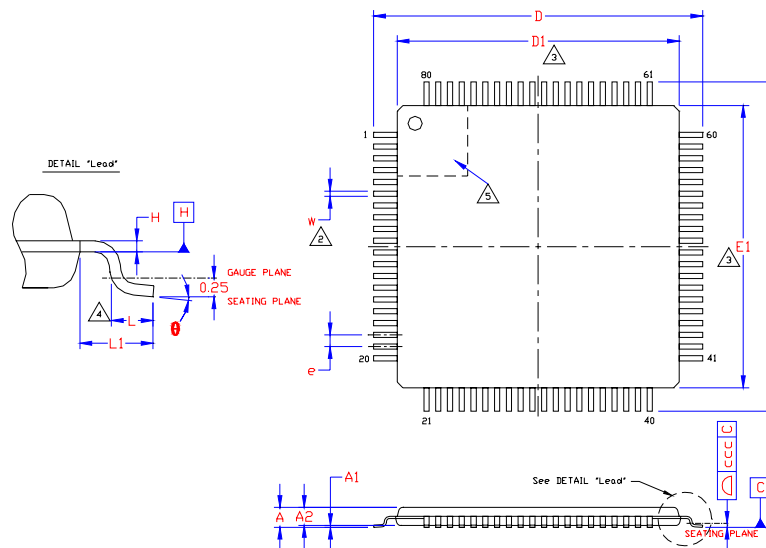 D
D1
3
80 61
1 60
DETAIL "Lead"
5
H H
w
2
E1
3
GAUGE PLANE
0.25
SEATING PLANE
4
L
θ
L1
20 41
e
21 40
A1
See DETAIL "Lead"
C
A A2
SEATING PLANE